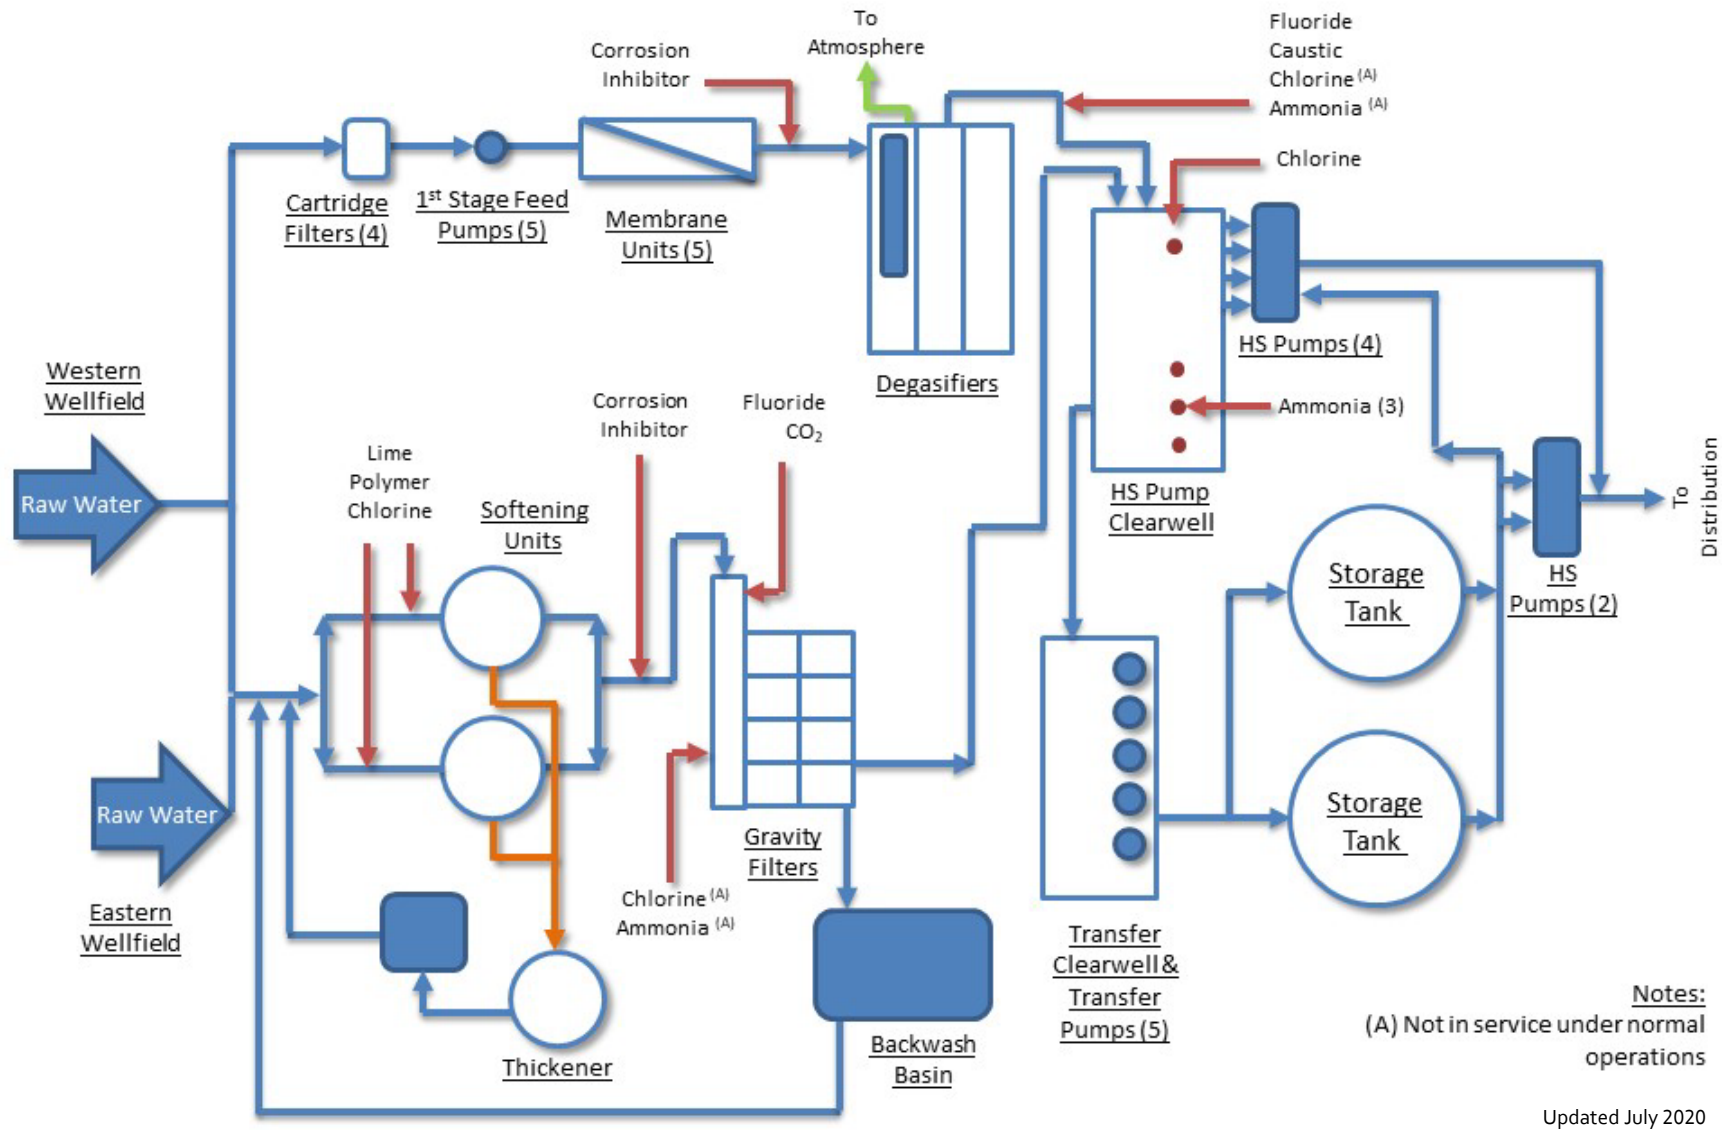 To
Atmosphere
Corrosion
Inhibitor
Fluoride
Caustic
Chlorine (A)
Ammonia (A)
Chlorine
Cartridge
Filters (4)
1st Stage Feed
Pumps (5)
Membrane
Units (5)
Degasifiers
HS Pumps (4)
Western
Wellfield
Raw Water
Lime
Polymer
Chlorine
Softening
Units
Corrosion
Inhibitor
Fluoride
CO2
Ammonia (3)
HS Pump
Clearwell
To
Distribution
Storage
Tank
HS
Pumps (2)
Raw Water
Eastern
Wellfield
Gravity
Filters
Chlorine (A)
Ammonia (A)
Storage
Tank
Thickener
Backwash
Basin
Transfer
Clearwell &
Transfer
Pumps (5)
Notes:
(A) Not in service under normal
operations
Updated July 2020